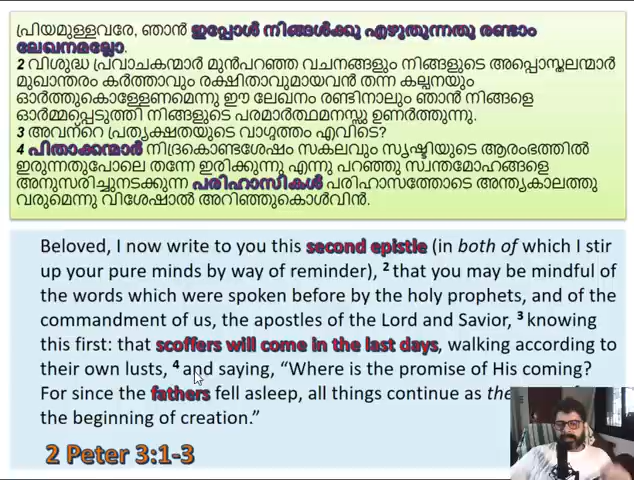 പ്രിയമുള്ളവരേ, ഞാൻ ഇപ്പോൾ നിങ്ങൾക്കു എഴുതുന്നതു രണ്ടാം
ലേഖനമല്ലോ.
2 വിശുദ്ധ പ്രവാചകന്മാർ മുൻപറഞ്ഞ വചനങ്ങളും നിങ്ങളുടെ അപ്പൊസ്തലന്മാർ
മുഖാന്തരം കർത്താവും രക്ഷിതാവുമായവൻ തന്ന കല്പനയും
ഓർത്തുകൊള്ളേണമെന്നു ഈ ലേഖനം രണ്ടിനാലും ഞാൻ നിങ്ങളെ
ഓർമ്മപ്പെടുത്തി നിങ്ങളുടെ പരമാർത്ഥമനസ്സു ഉണർത്തുന്നു.
3 അവന്റെ പ്രത്യക്ഷതയുടെ വാഗ്ദത്തം എവിടെ?
4 പിതാക്കന്മാർ നിദ്രകൊണ്ടശേഷം സകലവും സൃഷ്ടിയുടെ ആരംഭത്തിൽ
ഇരുന്നതുപോലെ തന്നേ ഇരിക്കുന്നു എന്നു പറഞ്ഞു സ്വന്തമോഹങ്ങളെ
അനുസരിച്ചുനടക്കുന്ന പരിഹാസികൾ പരിഹാസത്തോടെ അന്ത്യകാലത്തു
വരുമെന്നു വിശേഷാൽ അറിഞ്ഞുകൊൾവിൻ.
Beloved, I now write to you this second epistle (in both of which I stir
up your pure minds by way of reminder), 2 that you may be mindful of
the words which were spoken before by the holy prophets, and of the
commandment of us, the apostles of the Lord and Savior, 3 knowing
this first: that scoffers will come in the last days, walking according to
their own lusts, 4 and saying, “Where is the promise of His coming?
For since the fathers fell asleep, all things continue as
the beginning of creation.”
2 Peter 3:1-3